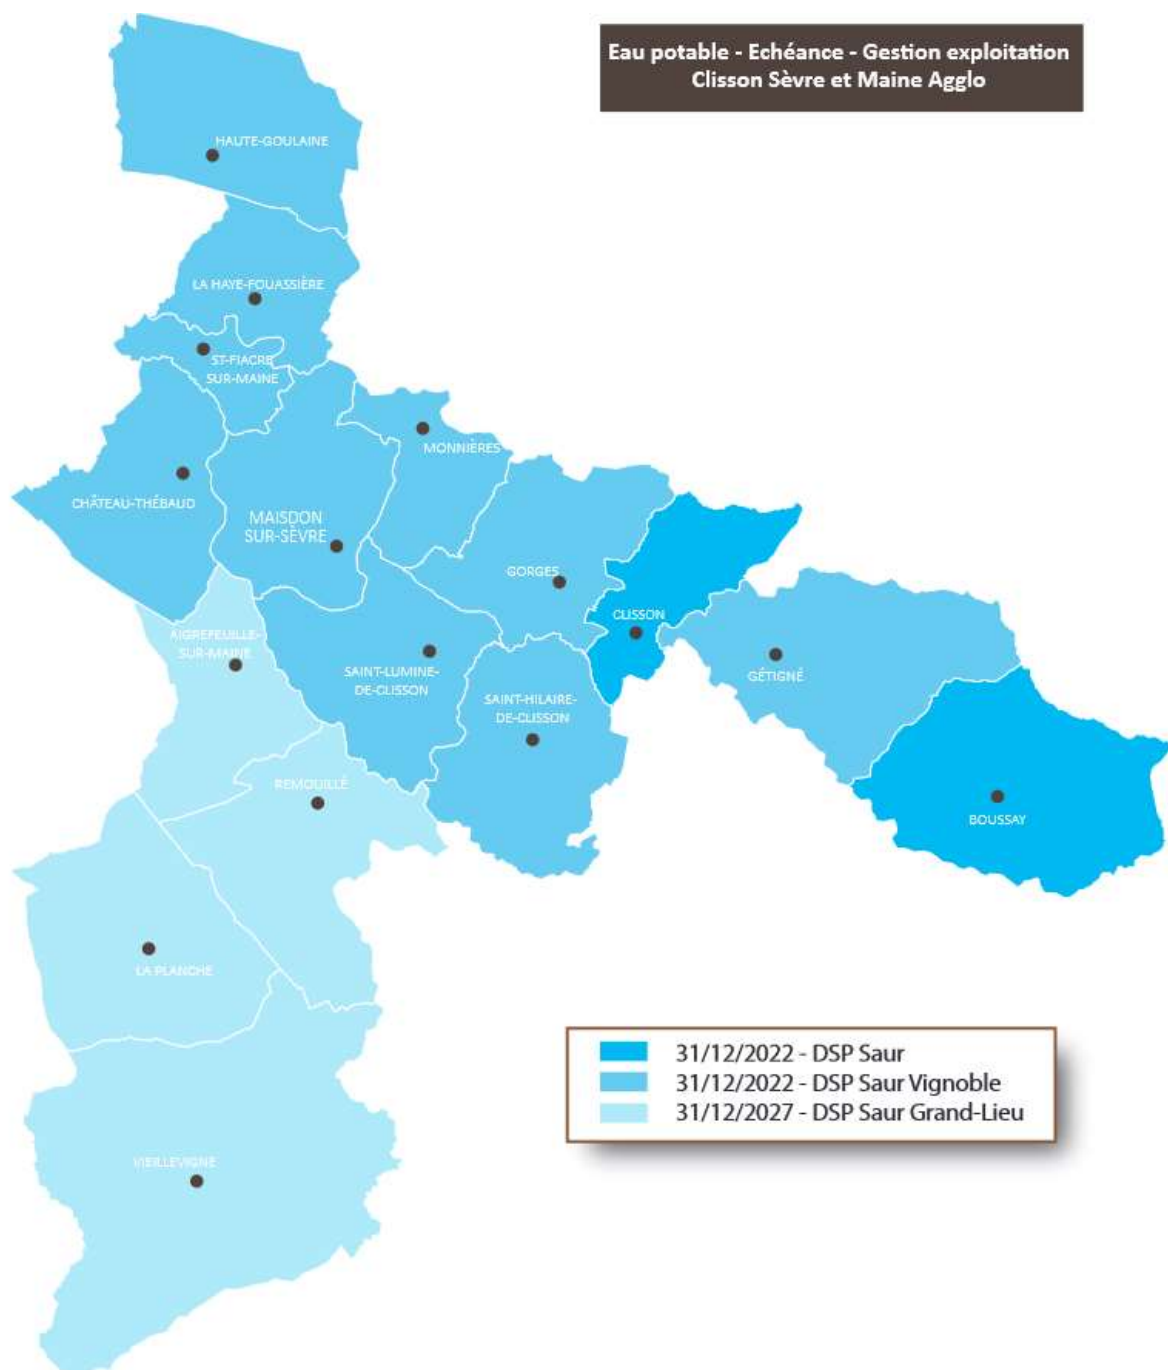 Eau potable - Echéance - Gestion exploitation
Clisson Sèvre et Maine Agglo
HAUTE-GOULAINE
LA HAYE-FOUASSIÈRE
ST-FIACRE
SUR-MAINE
MONNIÈRES
CHÂTEAU-THÉBAUD
MAISDON
SUR-SÈVRE
GORGES
CLISSON
AIGREFEUILLE-
SUR-MAINE
SAINT-LUMINE-
DE-CLISSON
GÉTIGNÉ
SAINT-HILAIRE-
DE-CLISSON
REMOUILLÉ
BOUSSAY
LA PLANCHE
VIEILLEVIGNE
31/12/2022 - DSP Saur
31/12/2022 - DSP Saur Vignoble
31/12/2027 - DSP Saur Grand-Lieu